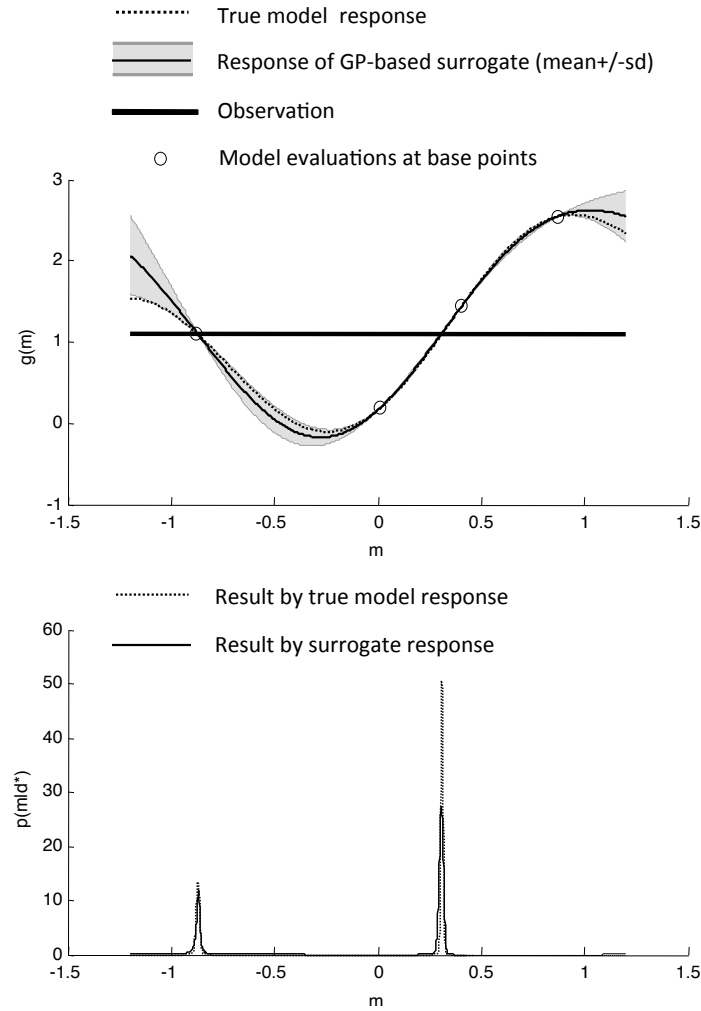 True model response
Response of GP-based surrogate (mean+/-sd)
Observation
Model evaluations at base points
3
2
1
0
-1
g(m)
-1.5 -1 -0.5 0 0.5 1 1.5
m
Result by true model response
Result by surrogate response
60
50
40
30
20
10
0
p(mld*)
-1.5 -1 -0.5 0 0.5 1 1.5
m